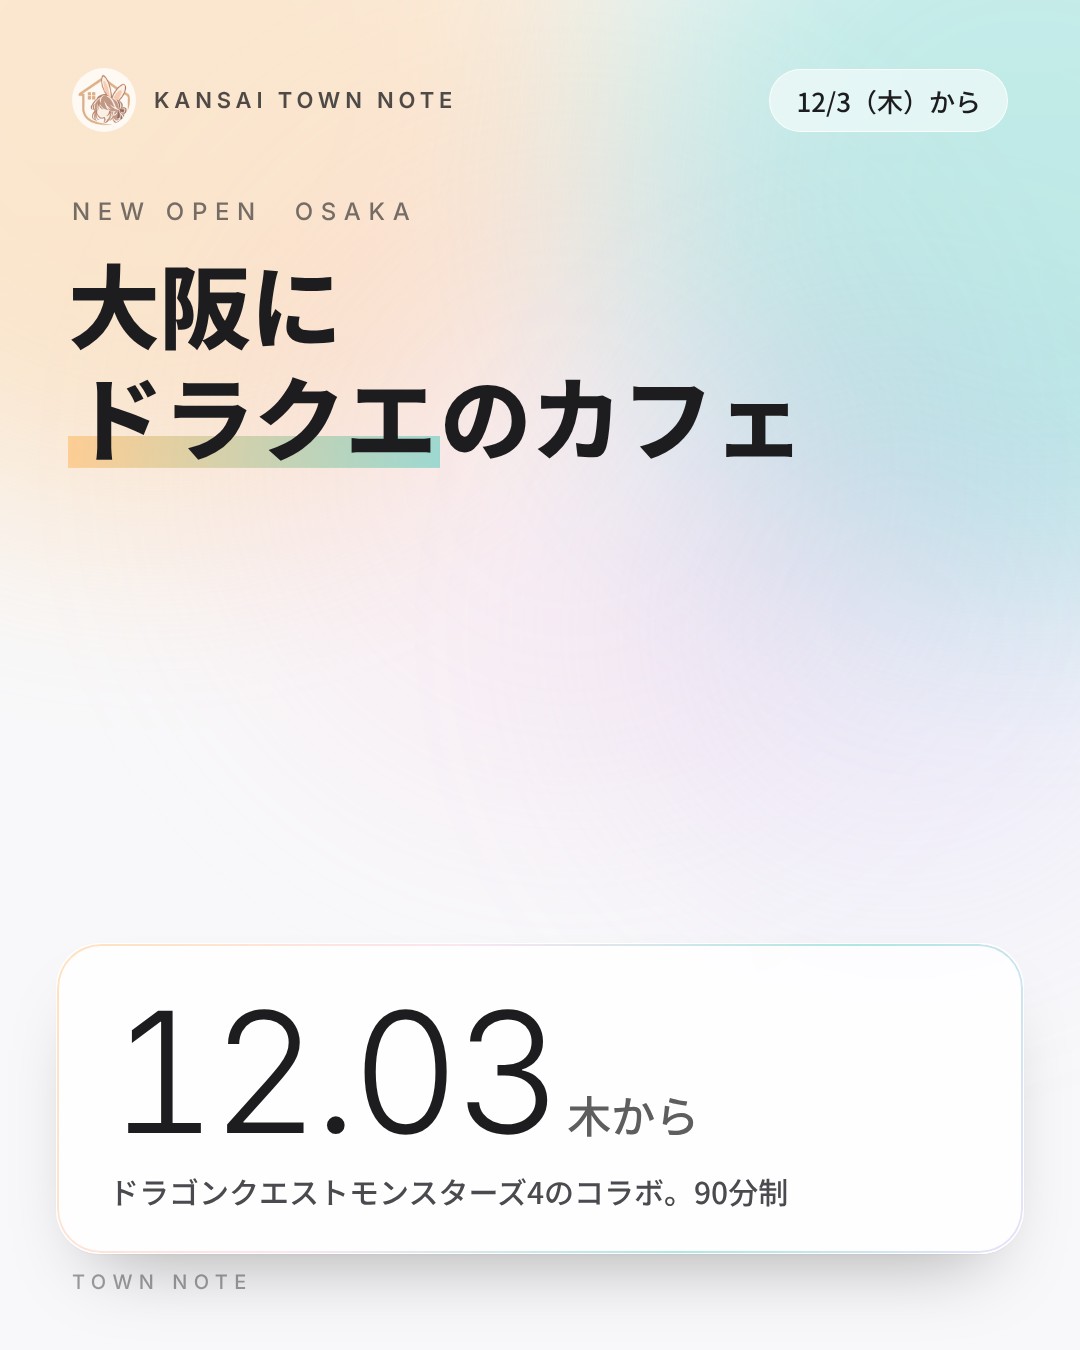 KANSAI TOWN NOTE
12/3（木）から
NEW OPEN OSAKA
大阪に
ドラクエのカフェ
12.03 木から
ドラゴンクエストモンスターズ4のコラボ。90分制
TOWN NOTE